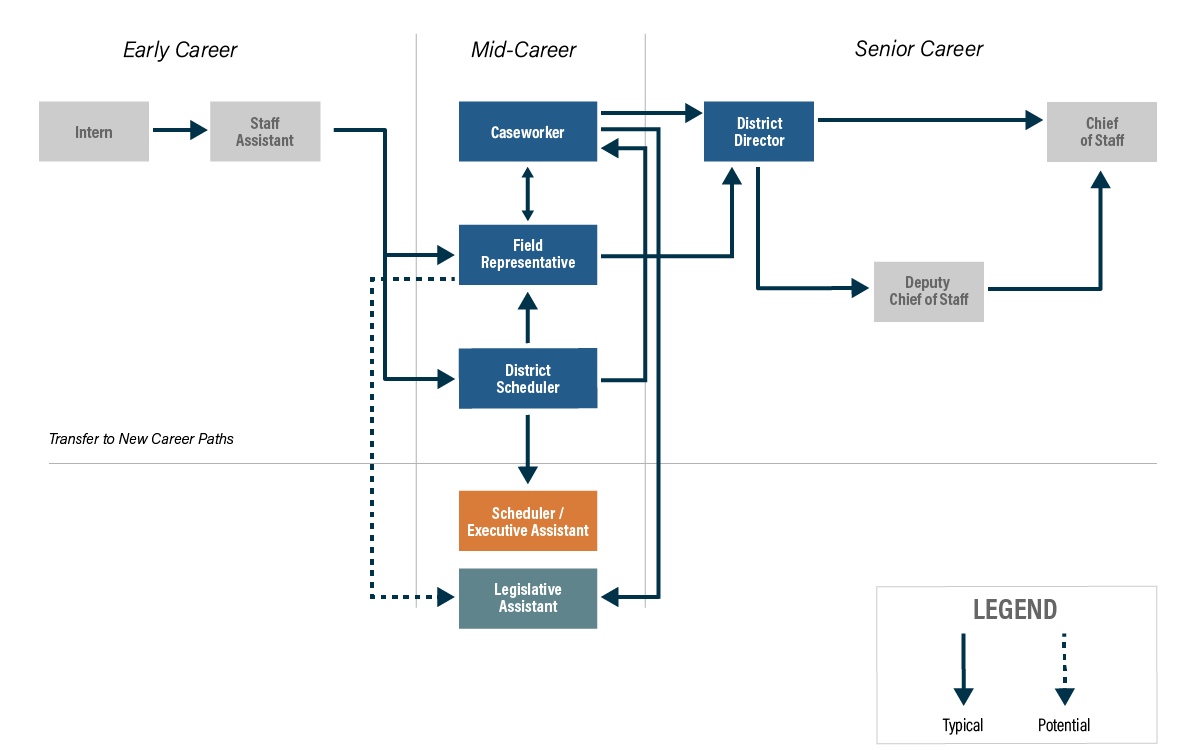 Early Career
Mid-Career
Senior Career
Intern
Staff
Assistant
Caseworker
District
Director
Chief
of Staff
Field
Representative
Deputy
Chief of Staff
District
Scheduler
Transfer to New Career Paths
Scheduler /
Executive Assistant
Legislative
Assistant
LEGEND
Typical
Potential